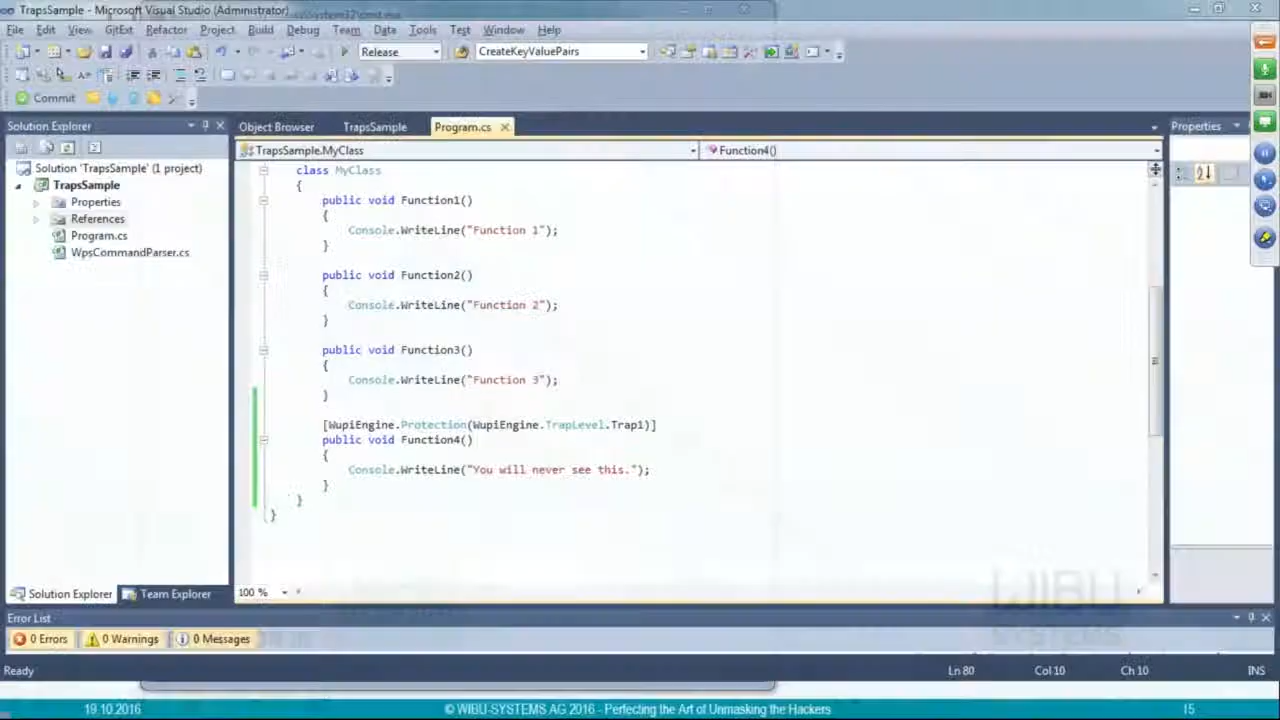 TrapsSample - Microsoft Visual Studio (Administrator)
File Edit View GitExt Refactor Project Build Debug Team Data Tools Test Window Help
Release CreateKeyValuePairs
Commit
Solution Explorer
Object Browser TrapsSample Program.cs
Properties
TrapsSample.MyClass Function4()
Solution 'TrapsSample' (1 project)
TrapsSample
Properties
References
Program.cs
WpsCommandParser.cs
class MyClass
{
public void Function1()
{
Console.WriteLine("Function 1");
}
public void Function2()
{
Console.WriteLine("Function 2");
}
public void Function3()
{
Console.WriteLine("Function 3");
}
[WupiEngine.Protection(WupiEngine.TrapLevel.Trap1)]
public void Function4()
{
Console.WriteLine("You will never see this.");
}
}
}
100 %
Solution Explorer Team Explorer
WIBU
SYSTEMS
Error List
0 Errors 0 Warnings 0 Messages
Ready Ln 80 Col 10 Ch 10 INS
19.10.2016 © WIBU-SYSTEMS AG 2016 - Perfecting the Art of Unmasking the Hackers 15